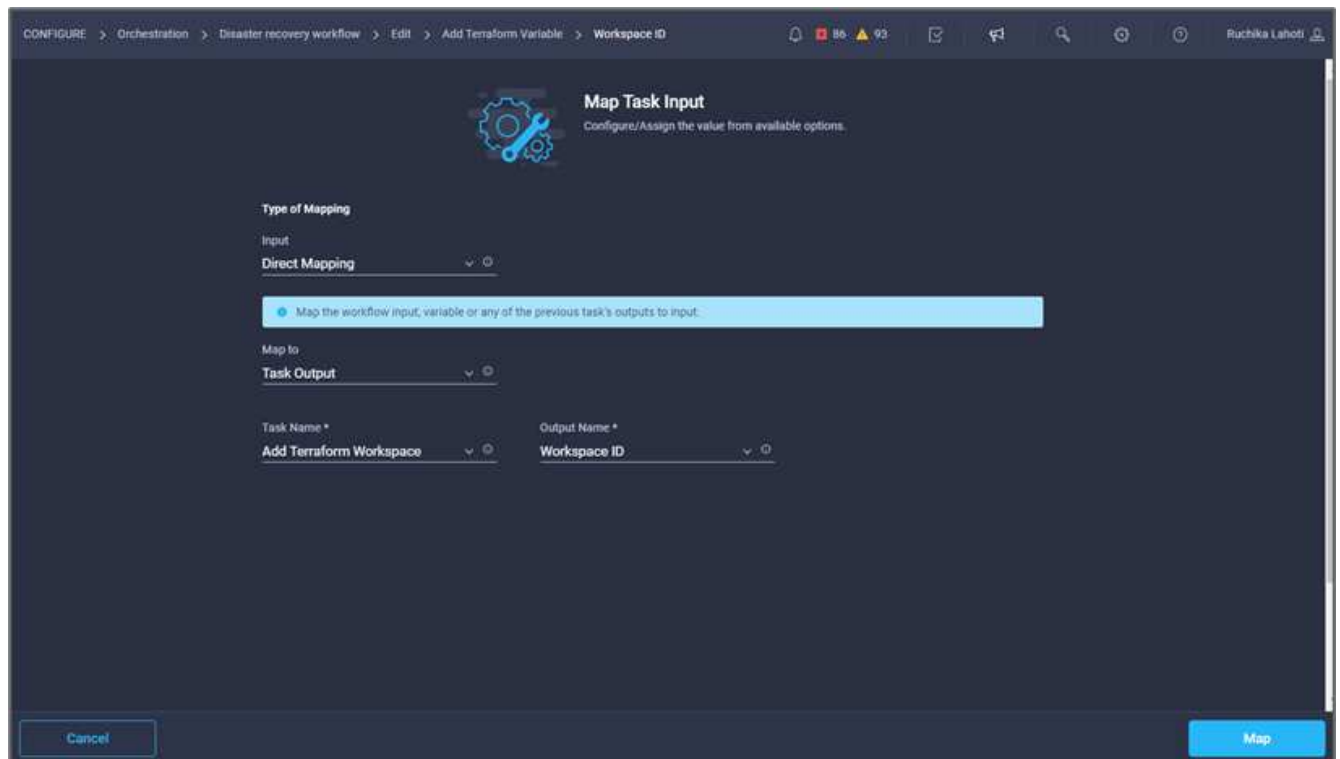 CONFIGURE > Orchestration > Disaster recovery workflow > Edit > Add Terraform Variable > Workspace ID 86 93 Ruchika Lahoti
Map Task Input
Configure/Assign the value from available options.
Type of Mapping
Input
Direct Mapping
Map the workflow input, variable or any of the previous task's outputs to input.
Map to
Task Output
Task Name * Output Name *
Add Terraform Workspace Workspace ID
Cancel Map